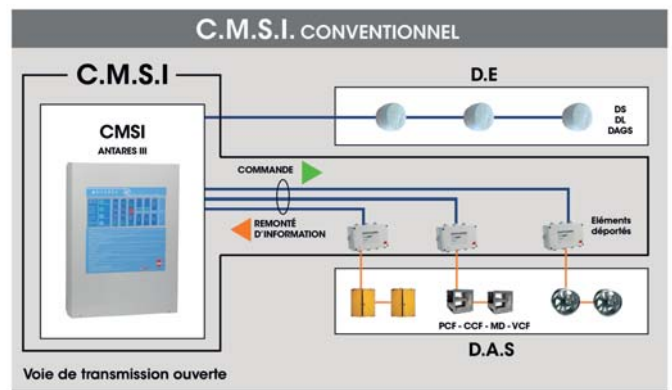 C.M.S.I. CONVENTIONNEL
C.M.S.I
D.E
CMSI
ANTARES III
DS
DL
DAGS
COMMANDE
REMONTÉ
D'INFORMATION
Eléments
déportés
PCF - CCF - MD - VCF
D.A.S
Voie de transmission ouverte